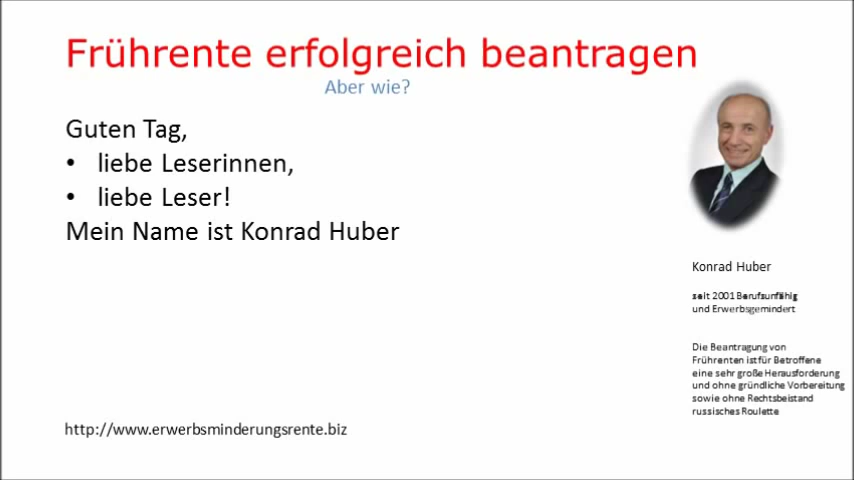 Frührente erfolgreich beantragen
Aber wie?
Guten Tag,
• liebe Leserinnen,
• liebe Leser!
Mein Name ist Konrad Huber
Konrad Huber
seit 2001 Berufsunfähig
und Erwerbsgemindert
Die Beantragung von
Frührenten ist für Betroffene
eine sehr große Herausforderung
und ohne gründliche Vorbereitung
sowie ohne Rechtsbeistand
russisches Roulette
http://www.erwerbsminderungsrente.biz